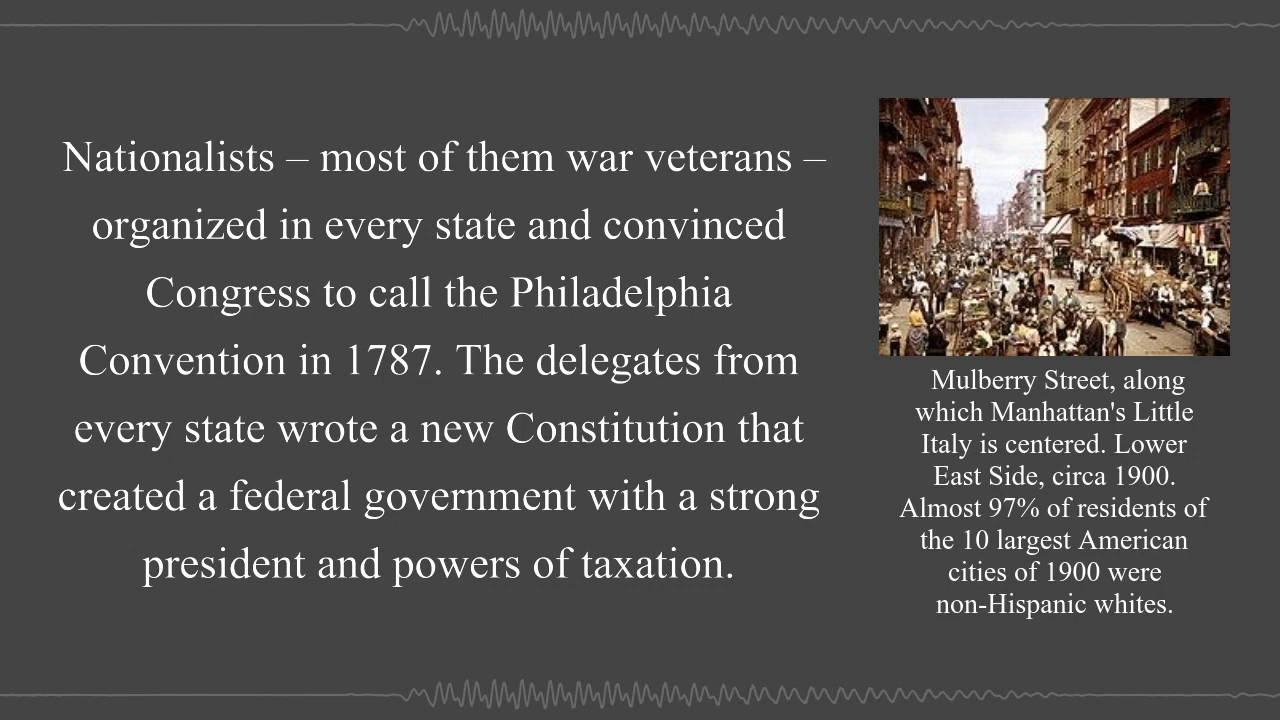 Nationalists – most of them war veterans –
organized in every state and convinced
Congress to call the Philadelphia
Convention in 1787. The delegates from
every state wrote a new Constitution that
created a federal government with a strong
president and powers of taxation.
Mulberry Street, along
which Manhattan's Little
Italy is centered. Lower
East Side, circa 1900.
Almost 97% of residents of
the 10 largest American
cities of 1900 were
non-Hispanic whites.